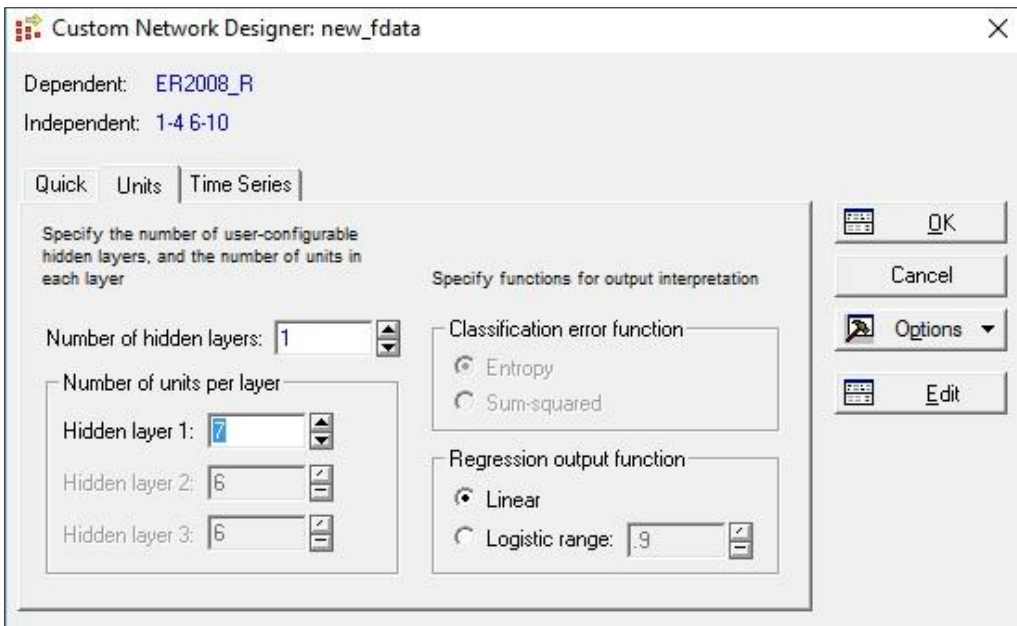 Custom Network Designer: new_fdata
Dependent: ER2008_R
Independent: 1-4 6-10
Quick Units Time Series
Specify the number of user-configurable
hidden layers, and the number of units in
each layer
Number of hidden layers: 1
Number of units per layer
Hidden layer 1: 7
Hidden layer 2: 6
Hidden layer 3: 6
Specify functions for output interpretation
Classification error function
Entropy
Sum-squared
Regression output function
Linear
Logistic range: .9
OK
Cancel
Options
Edit